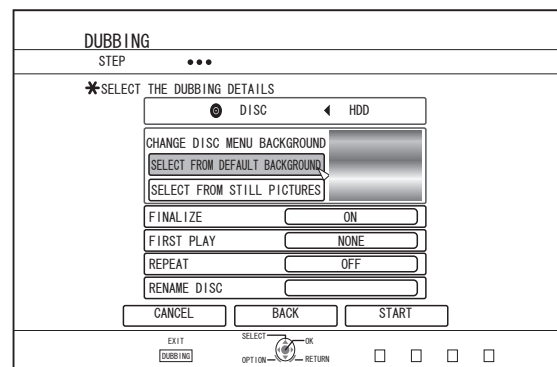 DUBBING
STEP
SELECT THE DUBBING DETAILS
DISC HDD
CHANGE DISC MENU BACKGROUND
SELECT FROM DEFAULT BACKGROUND
SELECT FROM STILL PICTURES
FINALIZE ON
FIRST PLAY NONE
REPEAT OFF
RENAME DISC
CANCEL BACK START
EXIT SELECT OK
DUBBING OPTION RETURN